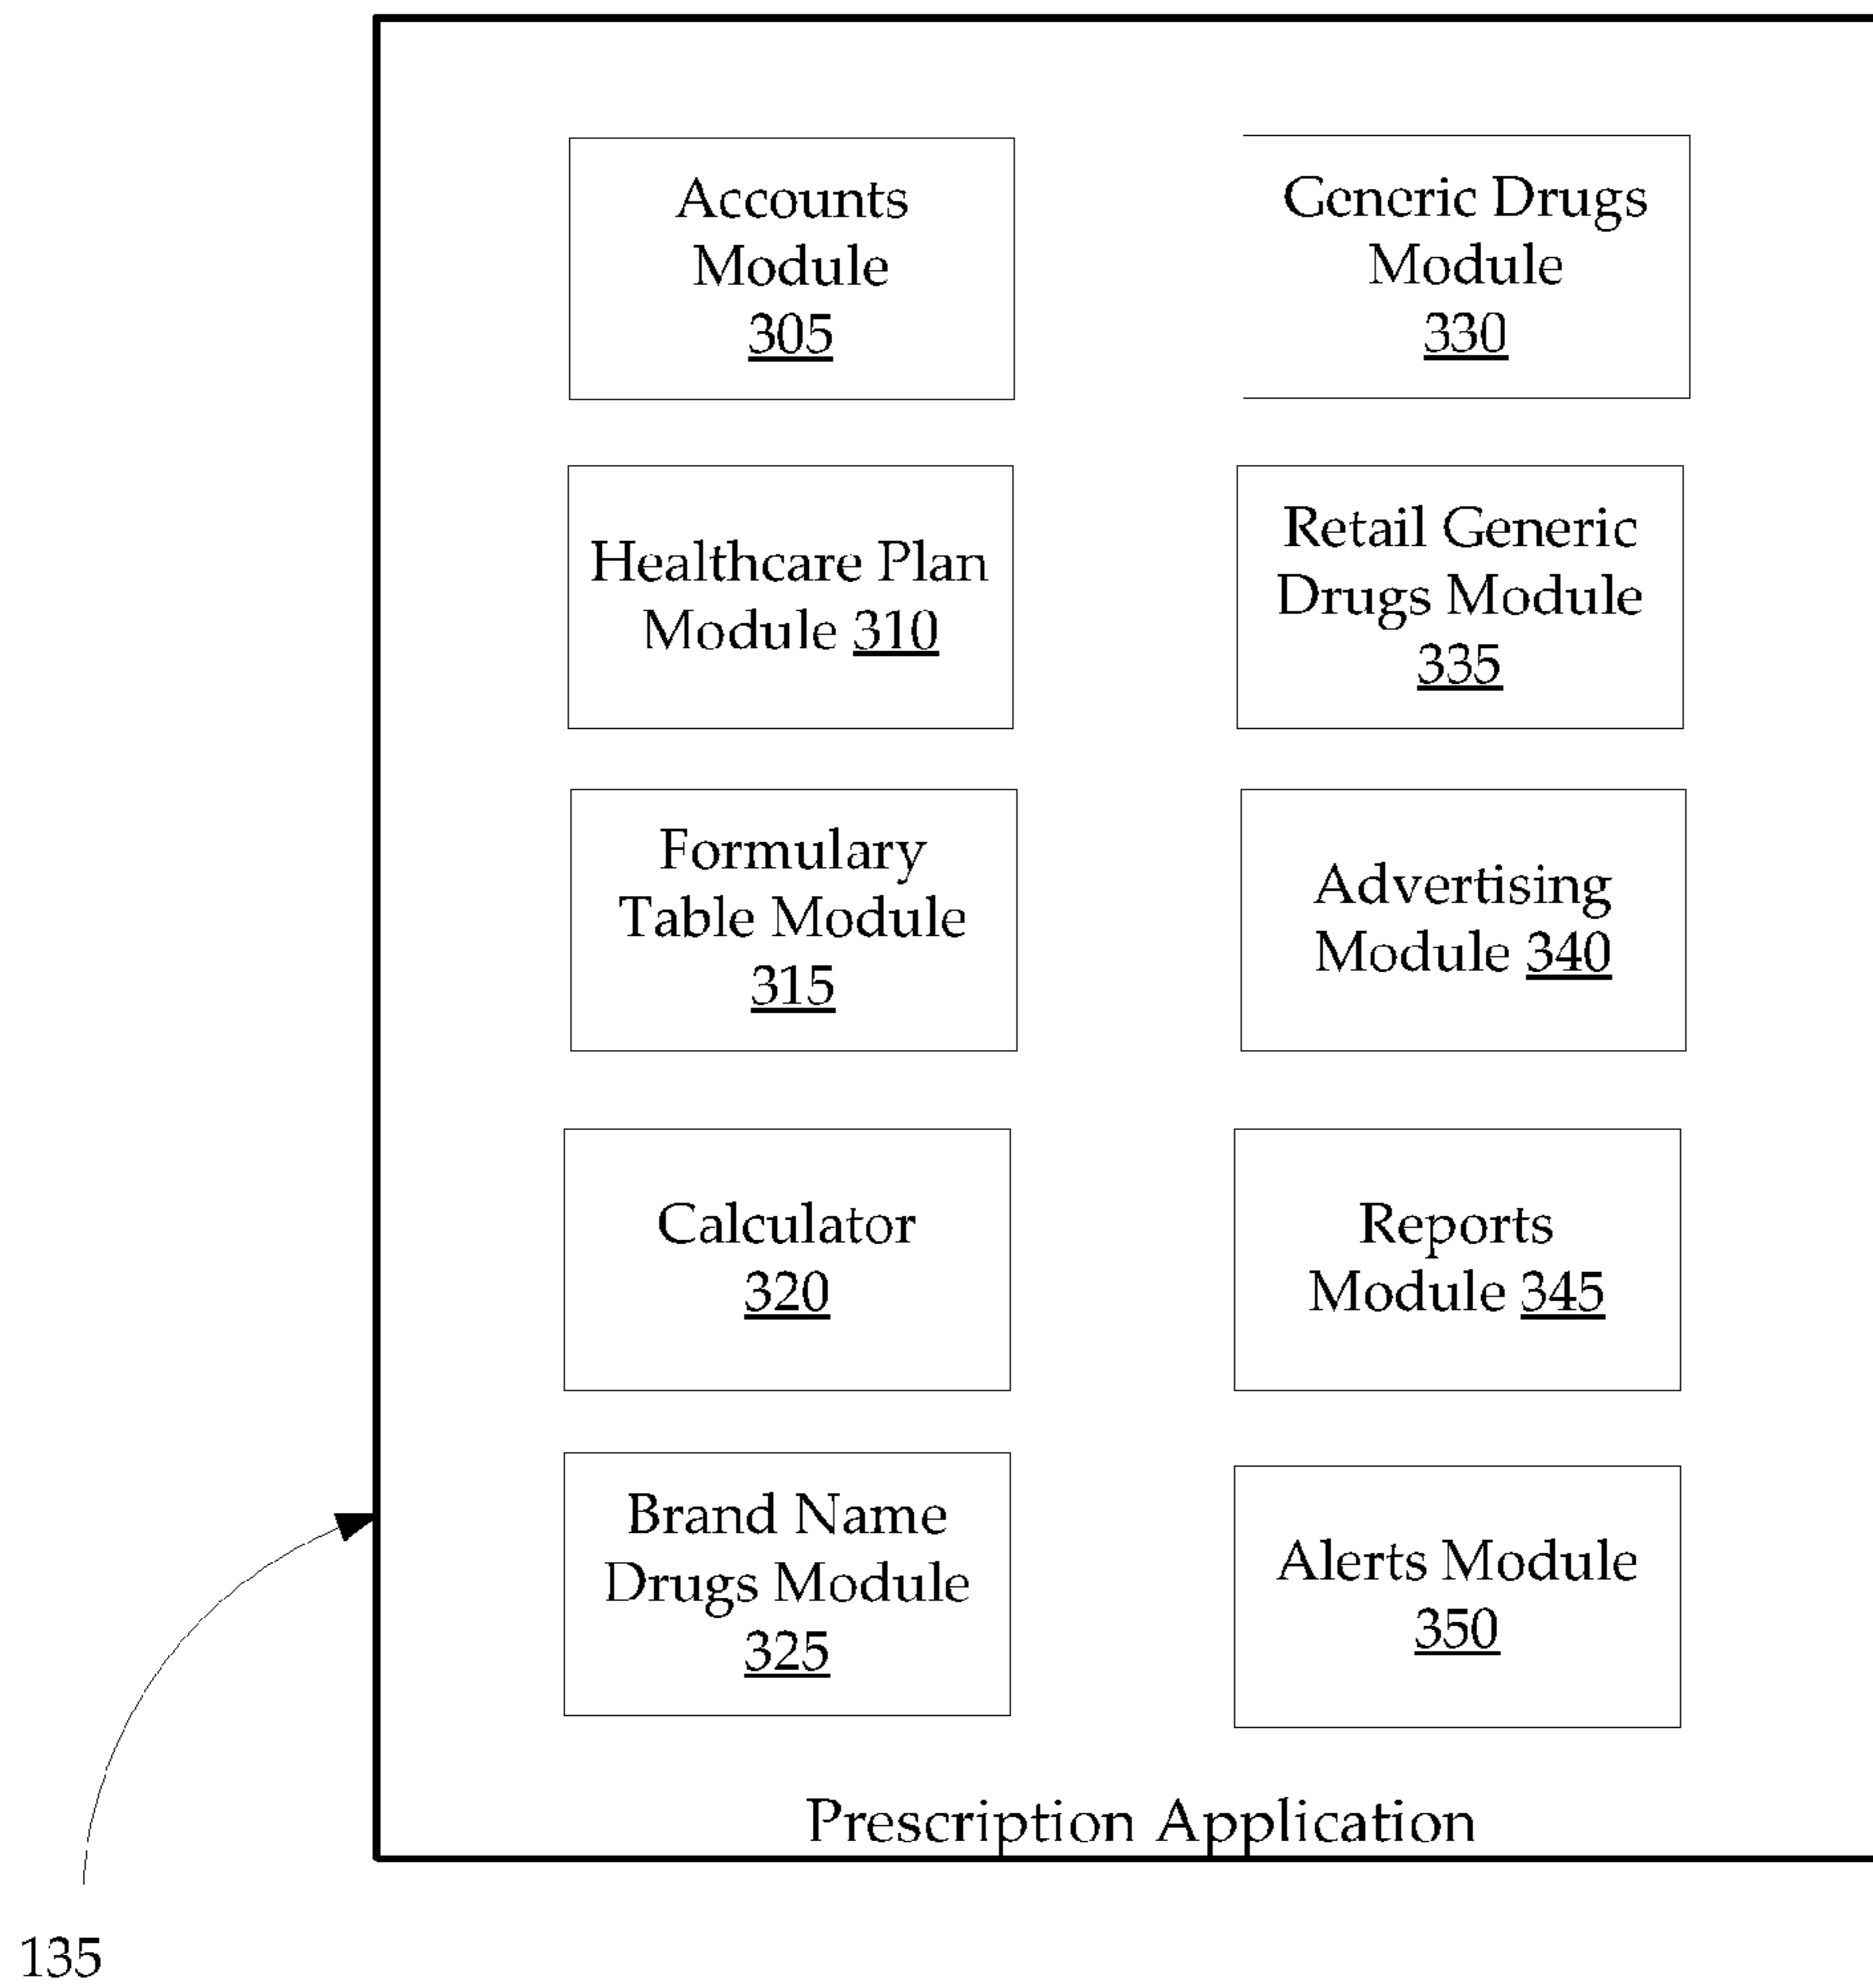 Accounts
Module
305
Generic Drugs
Module
330
Healthcare Plan
Module 310
Retail Generic
Drugs Module
335
Formulary
Table Module
315
Advertising
Module 340
Calculator
320
Reports
Module 345
Brand Name
Drugs Module
325
Alerts Module
350
Prescription Application
135